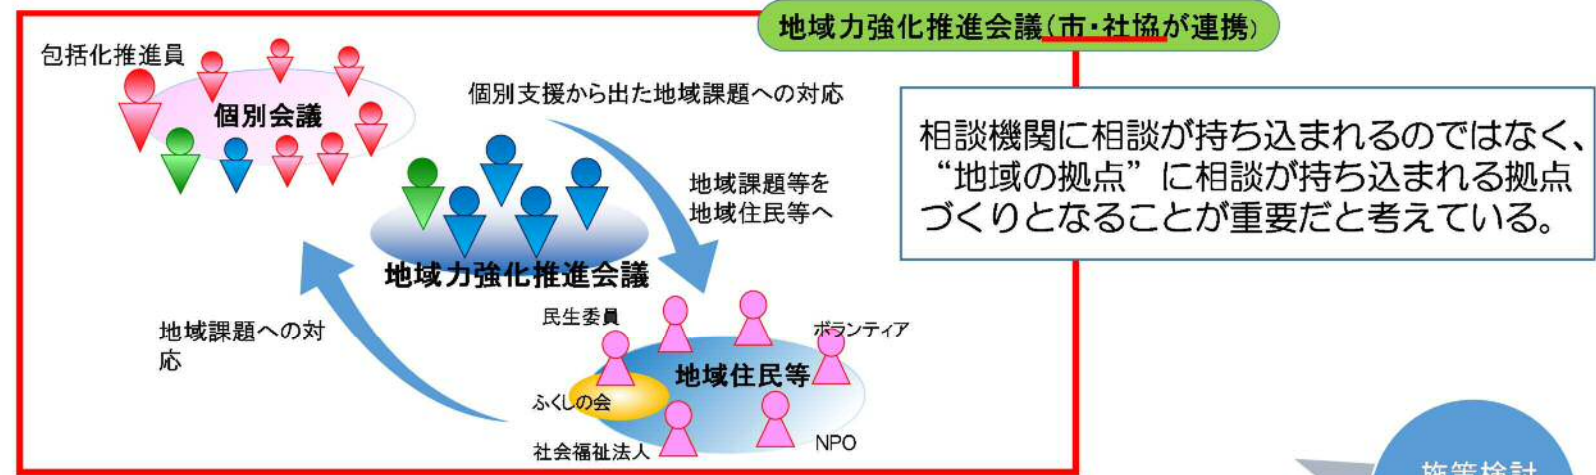 地域力強化推進会議(市・社協が連携)
包括化推進員
個別会議
個別支援から出た地域課題への対応
相談機関に相談が持ち込まれるのではなく、
“地域の拠点”に相談が持ち込まれる拠点
づくりとなることが重要だと考えている。
地域課題等を
地域住民等へ
地域力強化推進会議
地域課題への対
応
民生委員
ボランティア
地域住民等
ふくしの会
社会福祉法人
NPO